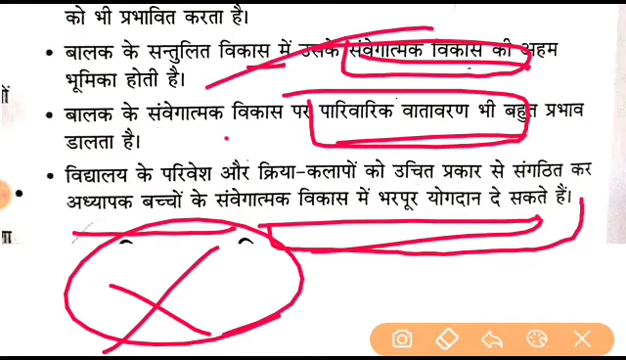 को भी प्रभावित करता है।
• बालक के सन्तुलित विकास में उसके संवेगात्मक विकास की अहम
भूमिका होती है।
• बालक के संवेगात्मक विकास पर पारिवारिक वातावरण भी बहुत प्रभाव
डालता है।
• विद्यालय के परिवेश और क्रिया-कलापों को उचित प्रकार से संगठित कर
अध्यापक बच्चों के संवेगात्मक विकास में भरपूर योगदान दे सकते हैं।